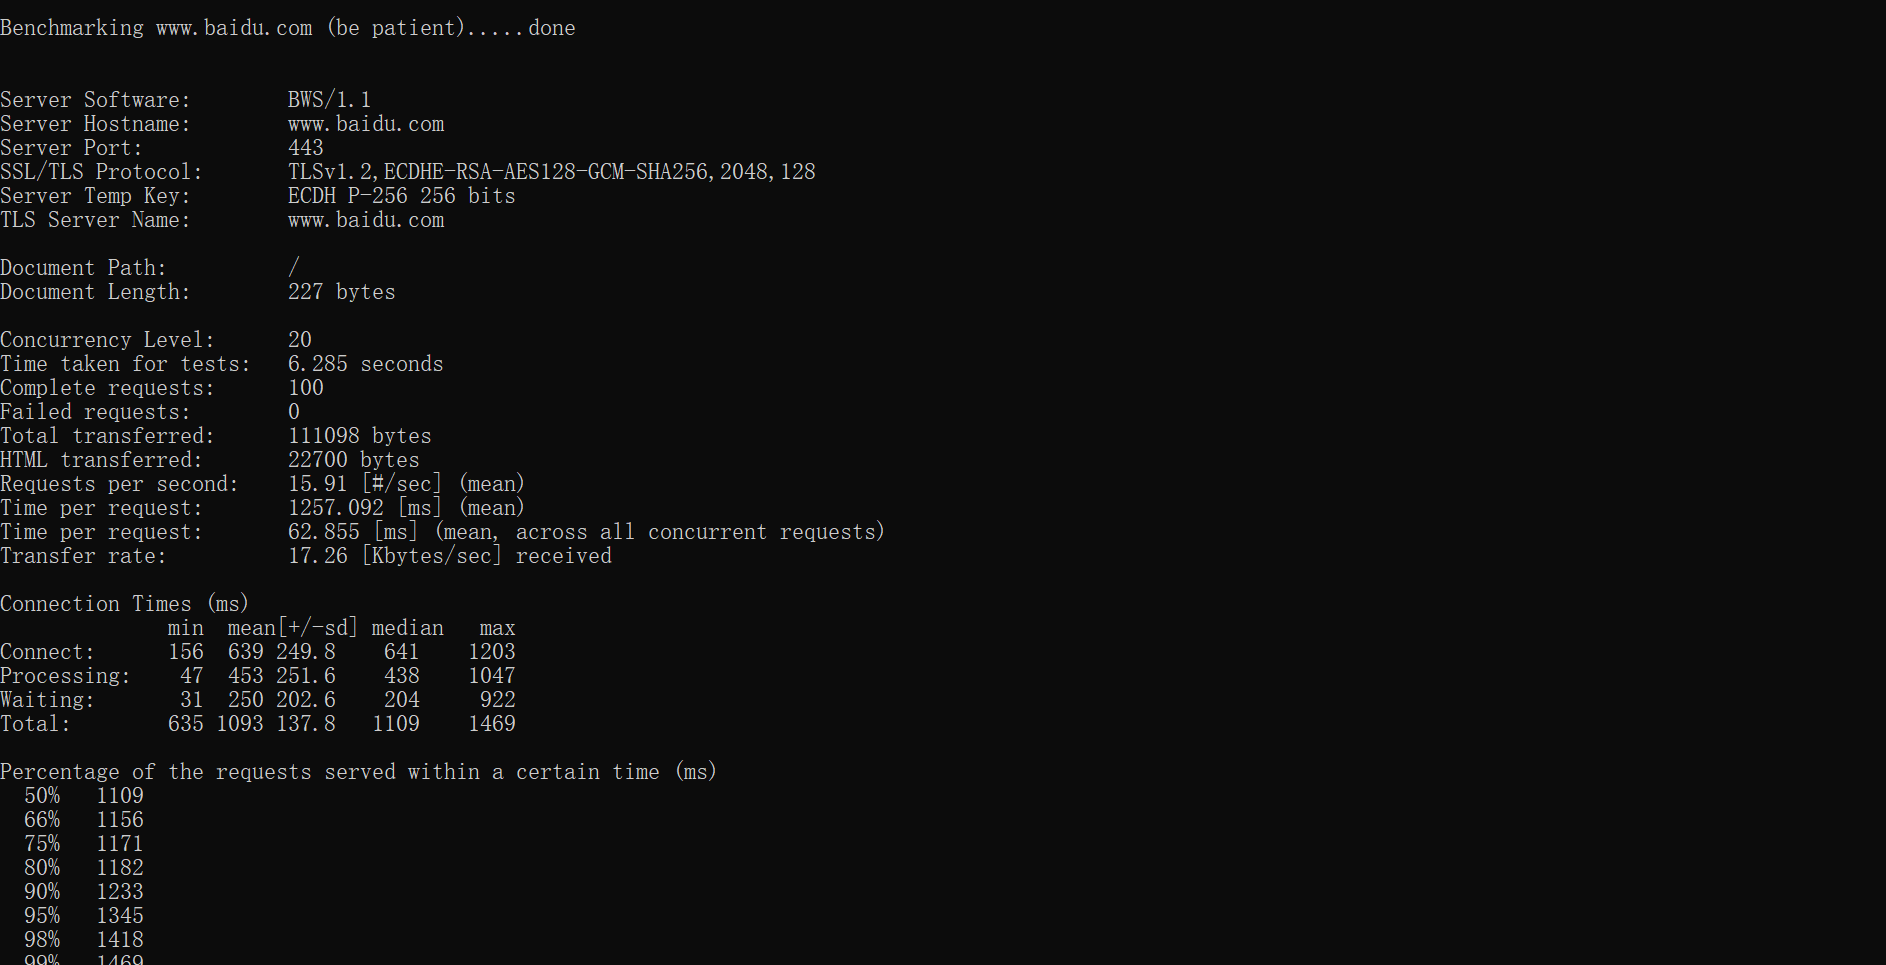 Benchmarking www.baidu.com (be patient).....done
Server Software:        BWS/1.1
Server Hostname:        www.baidu.com
Server Port:            443
SSL/TLS Protocol:       TLSv1.2,ECDHE-RSA-AES128-GCM-SHA256,2048,128
Server Temp Key:        ECDH P-256 256 bits
TLS Server Name:        www.baidu.com
Document Path:          /
Document Length:        227 bytes
Concurrency Level:      20
Time taken for tests:   6.285 seconds
Complete requests:      100
Failed requests:        0
Total transferred:      111098 bytes
HTML transferred:       22700 bytes
Requests per second:    15.91 [#/sec] (mean)
Time per request:       1257.092 [ms] (mean)
Time per request:       62.855 [ms] (mean, across all concurrent requests)
Transfer rate:          17.26 [Kbytes/sec] received
Connection Times (ms)
              min  mean[+/-sd] median   max
Connect:      156  639 249.8    641    1203
Processing:    47  453 251.6    438    1047
Waiting:       31  250 202.6    204     922
Total:        635 1093 137.8   1109    1469
Percentage of the requests served within a certain time (ms)
  50%   1109
  66%   1156
  75%   1171
  80%   1182
  90%   1233
  95%   1345
  98%   1418
  99%   1469